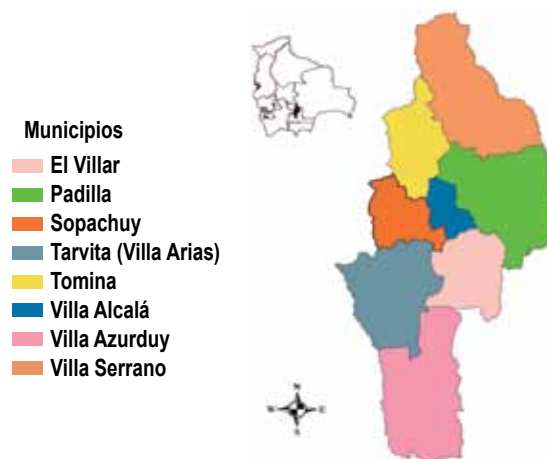 Municipios
El Villar
Padilla
Sopachuy
Tarvita (Villa Arias)
Tomina
Villa Alcalá
Villa Azurduy
Villa Serrano
N
W
E
S